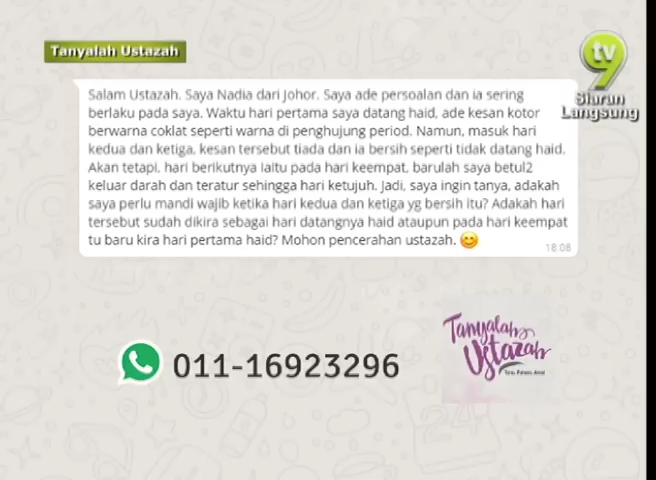 Tanyalah Ustazah
tv
9
Siaran
Langsung
Salam Ustazah. Saya Nadia dari Johor. Saya ade persoalan dan ia sering
berlaku pada saya. Waktu hari pertama saya datang haid, ade kesan kotor
berwarna coklat seperti warna di penghujung period. Namun, masuk hari
kedua dan ketiga, kesan tersebut tiada dan ia bersih seperti tidak datang haid.
Akan tetapi, hari berikutnya iaitu pada hari keempat, barulah saya betul2
keluar darah dan teratur sehingga hari ketujuh. Jadi, saya ingin tanya, adakah
saya perlu mandi wajib ketika hari kedua dan ketiga yg bersih itu? Adakah hari
tersebut sudah dikira sebagai hari datangnya haid ataupun pada hari keempat
tu baru kira hari pertama haid? Mohon pencerahan ustazah. 😊
18:08
011-16923296
Tanyalah
Ustazah